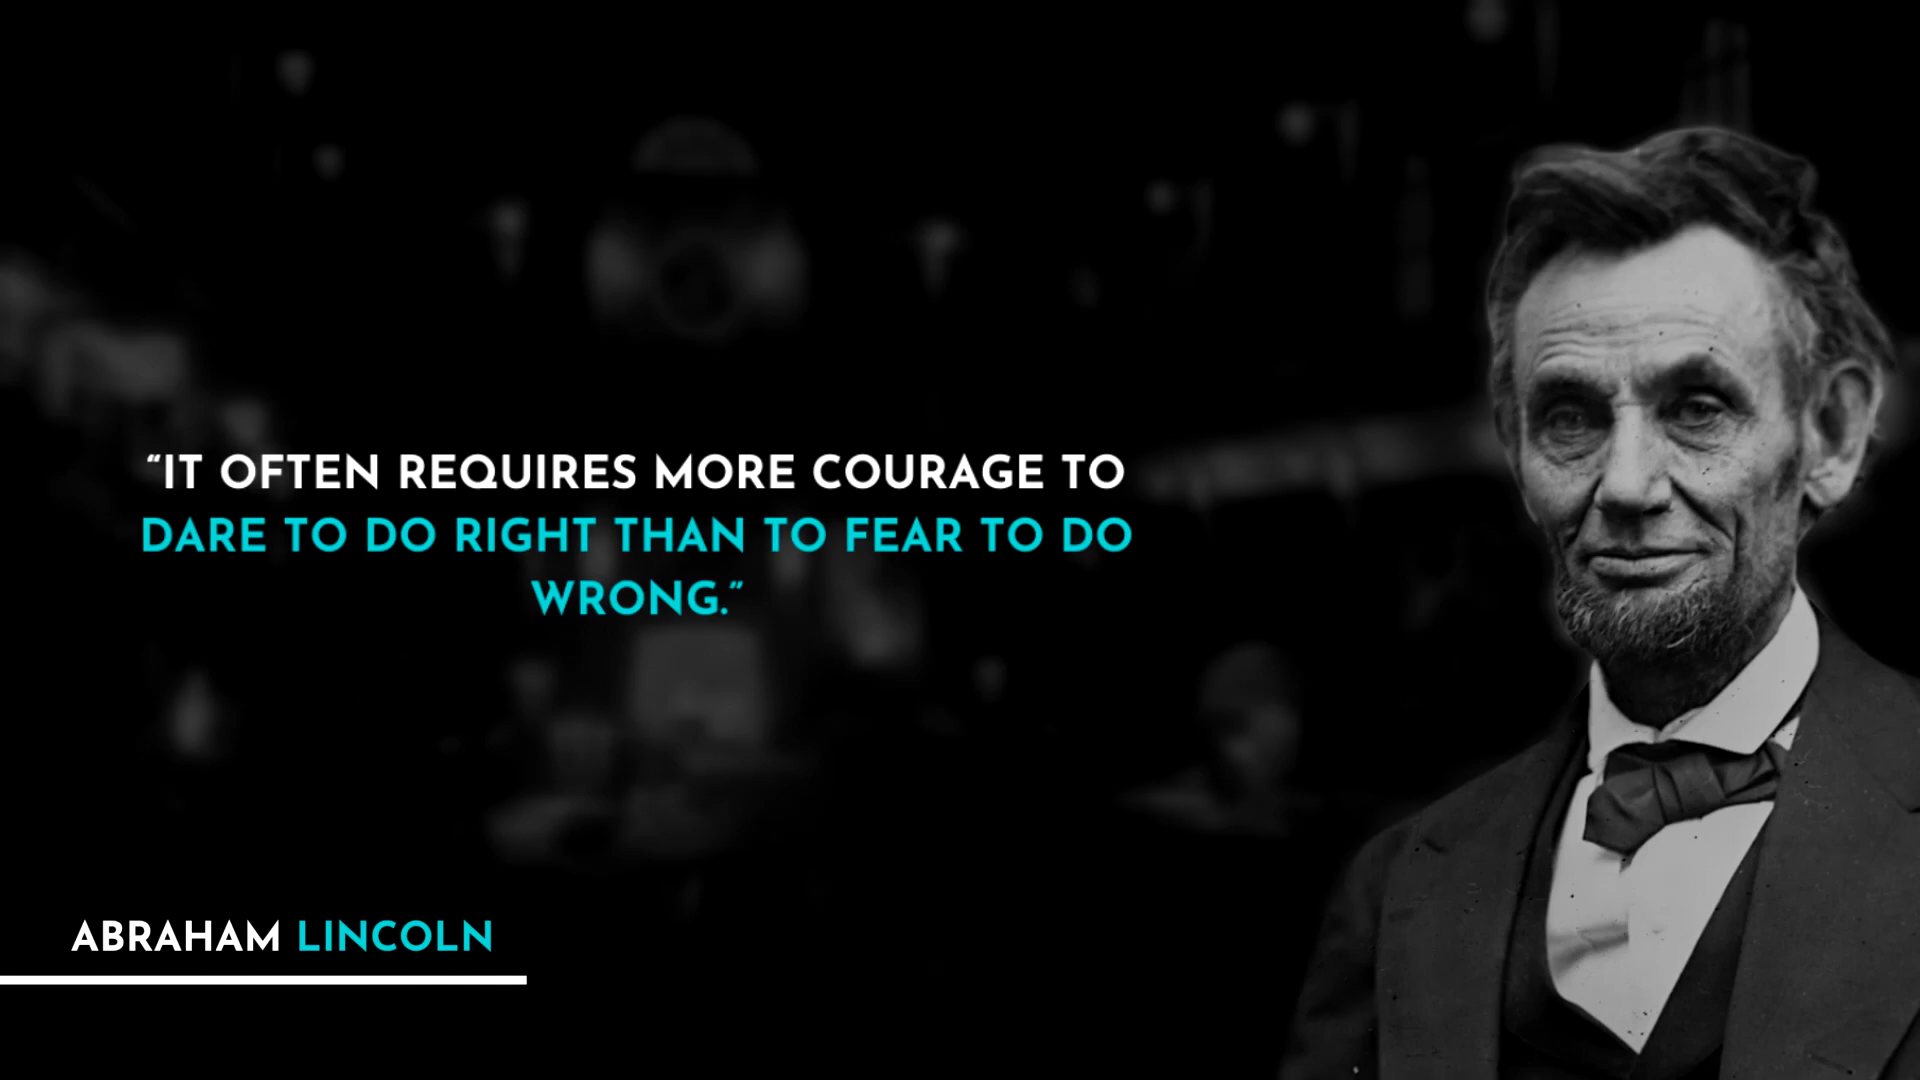 “IT OFTEN REQUIRES MORE COURAGE TO
DARE TO DO RIGHT THAN TO FEAR TO DO
WRONG.”
ABRAHAM LINCOLN